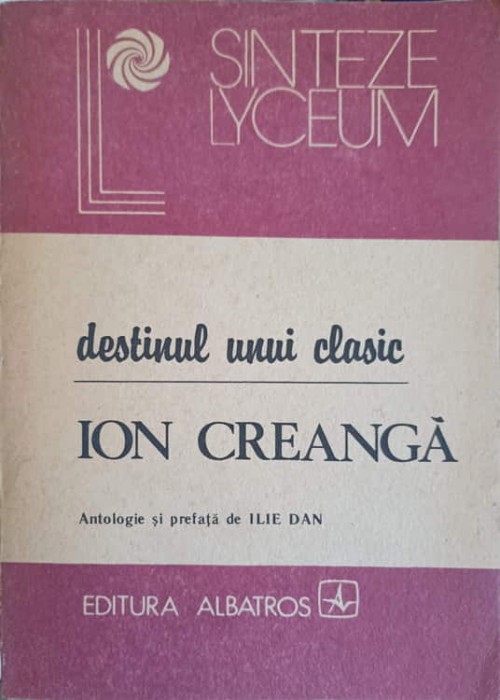 SINTEZE
LYCEUM
destinul unui clasic
ION CREANGĂ
Antologie și prefață de ILIE DAN
EDITURA ALBATROS